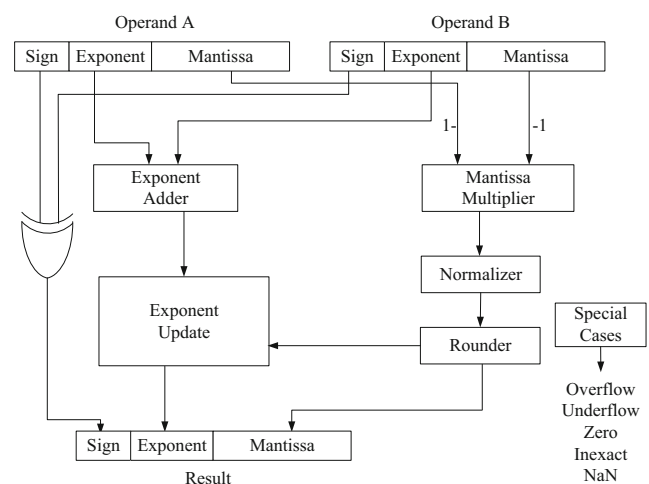 Operand A
Operand B
Sign
Exponent
Mantissa
Sign
Exponent
Mantissa
1-
-1
Exponent
Adder
Mantissa
Multiplier
Normalizer
Exponent
Update
Rounder
Special
Cases
Overflow
Underflow
Zero
Inexact
NaN
Sign
Exponent
Mantissa
Result